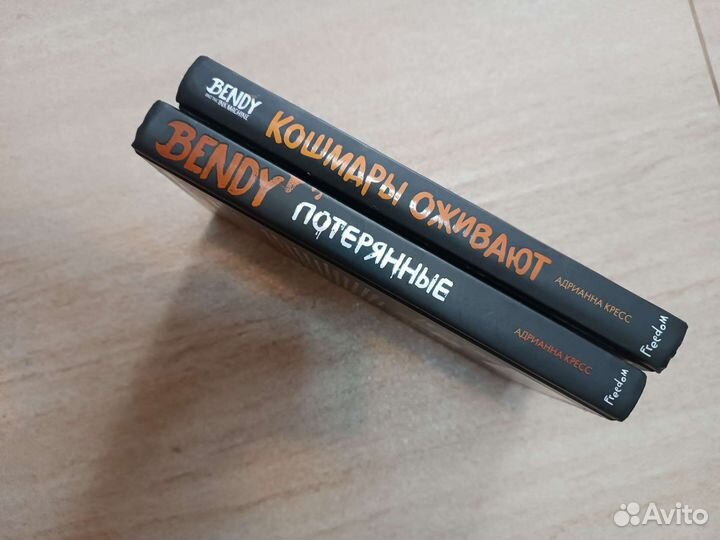 BENDY
AND THE INK MACHINE
КОШМАРЫ ОЖИВАЮТ
АДРИАННА КРЕСС
Freedom
BENDY
ПОТЕРЯННЫЕ
АДРИАННА КРЕСС
Freedom
Avito